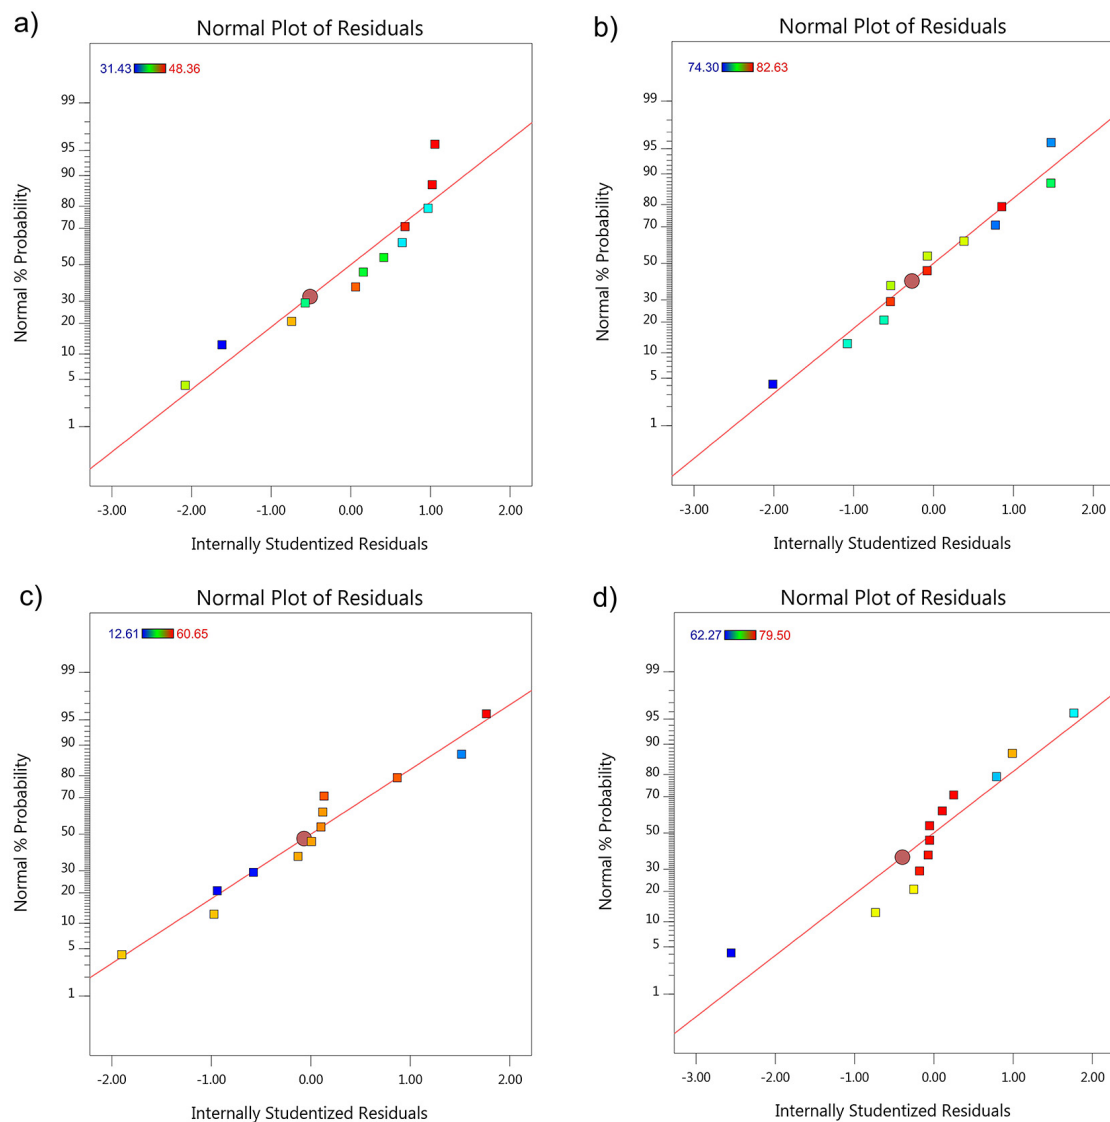 a)
Normal Plot of Residuals
31.43 48.36
99
95
90
80
70
50
30
20
10
5
1
Normal % Probability
-3.00 -2.00 -1.00 0.00 1.00 2.00
Internally Studentized Residuals
b)
Normal Plot of Residuals
74.30 82.63
99
95
90
80
70
50
30
20
10
5
1
Normal % Probability
-3.00 -2.00 -1.00 0.00 1.00 2.00
Internally Studentized Residuals
c)
Normal Plot of Residuals
12.61 60.65
99
95
90
80
70
50
30
20
10
5
1
Normal % Probability
-2.00 -1.00 0.00 1.00 2.00
Internally Studentized Residuals
d)
Normal Plot of Residuals
62.27 79.50
99
95
90
80
70
50
30
20
10
5
1
Normal % Probability
-3.00 -2.00 -1.00 0.00 1.00 2.00
Internally Studentized Residuals